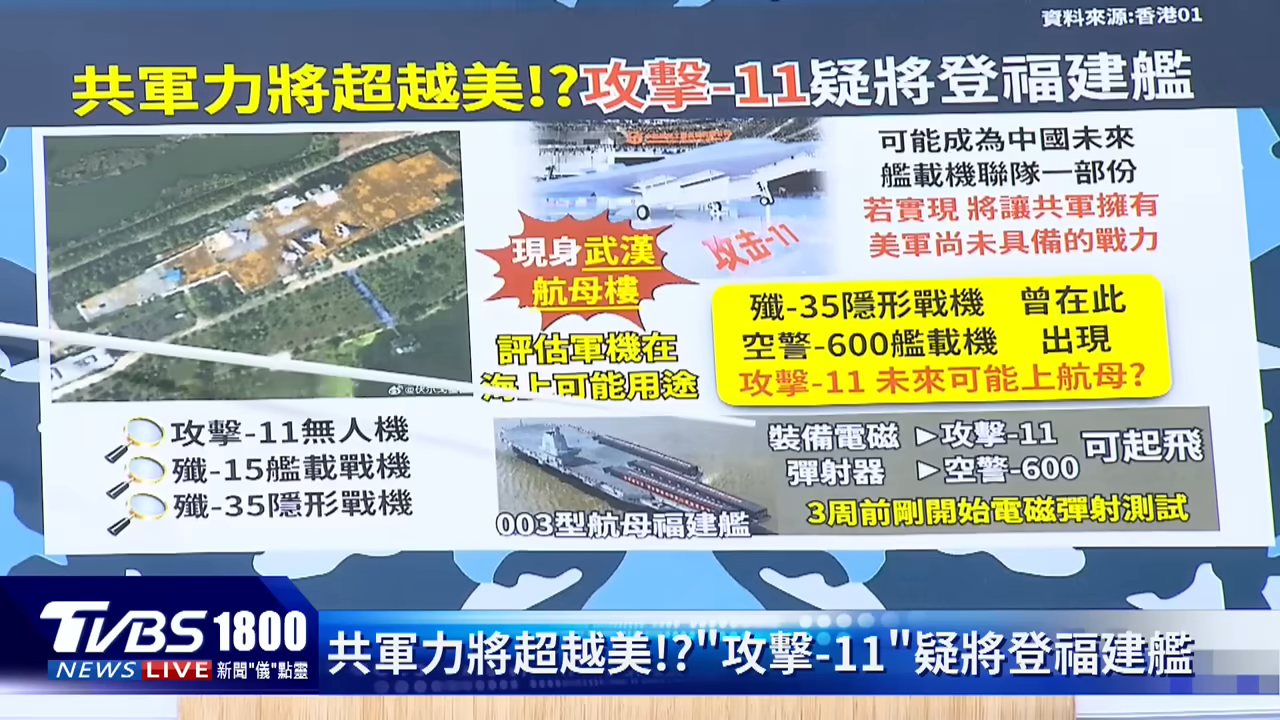 資料來源:香港01
共軍力將超越美!?攻擊-11疑將登福建艦
可能成為中國未來
艦載機聯隊一部份
若實現 將讓共軍擁有
美軍尚未具備的戰力
攻击-11
現身武漢
航母樓
評估軍機在
海上可能用途
殲-35隱形戰機 曾在此
空警-600艦載機 出現
攻擊-11 未來可能上航母?
攻擊-11無人機
殲-15艦載戰機
殲-35隱形戰機
003型航母福建艦
裝備電磁 ▶攻擊-11 可起飛
彈射器 ▶空警-600
3周前剛開始電磁彈射測試
TVBS 1800
NEWS LIVE 新聞"儀"點靈
共軍力將超越美!?"攻擊-11"疑將登福建艦